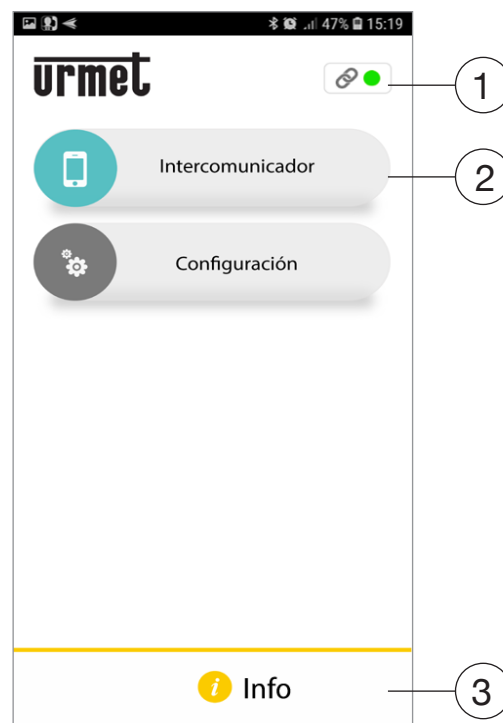 47% 15:19
urmet
1
Intercomunicador
2
Configuración
i Info
3